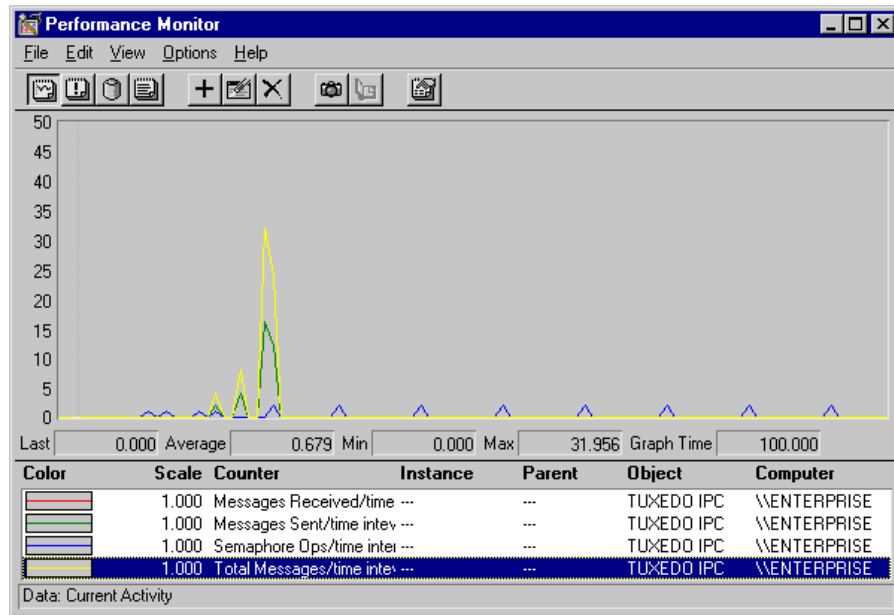 Performance Monitor
File Edit View Options Help
50
45
40
35
30
25
20
15
10
5
0
Last 0.000 Average 0.679 Min 0.000 Max 31.956 Graph Time 100.000
Color Scale Counter Instance Parent Object Computer
1.000 Messages Received/time --- --- TUXEDO IPC \\ENTERPRISE
1.000 Messages Sent/time intev --- --- TUXEDO IPC \\ENTERPRISE
1.000 Semaphore Ops/time inter --- --- TUXEDO IPC \\ENTERPRISE
1.000 Total Messages/time intev --- --- TUXEDO IPC \\ENTERPRISE
Data: Current Activity